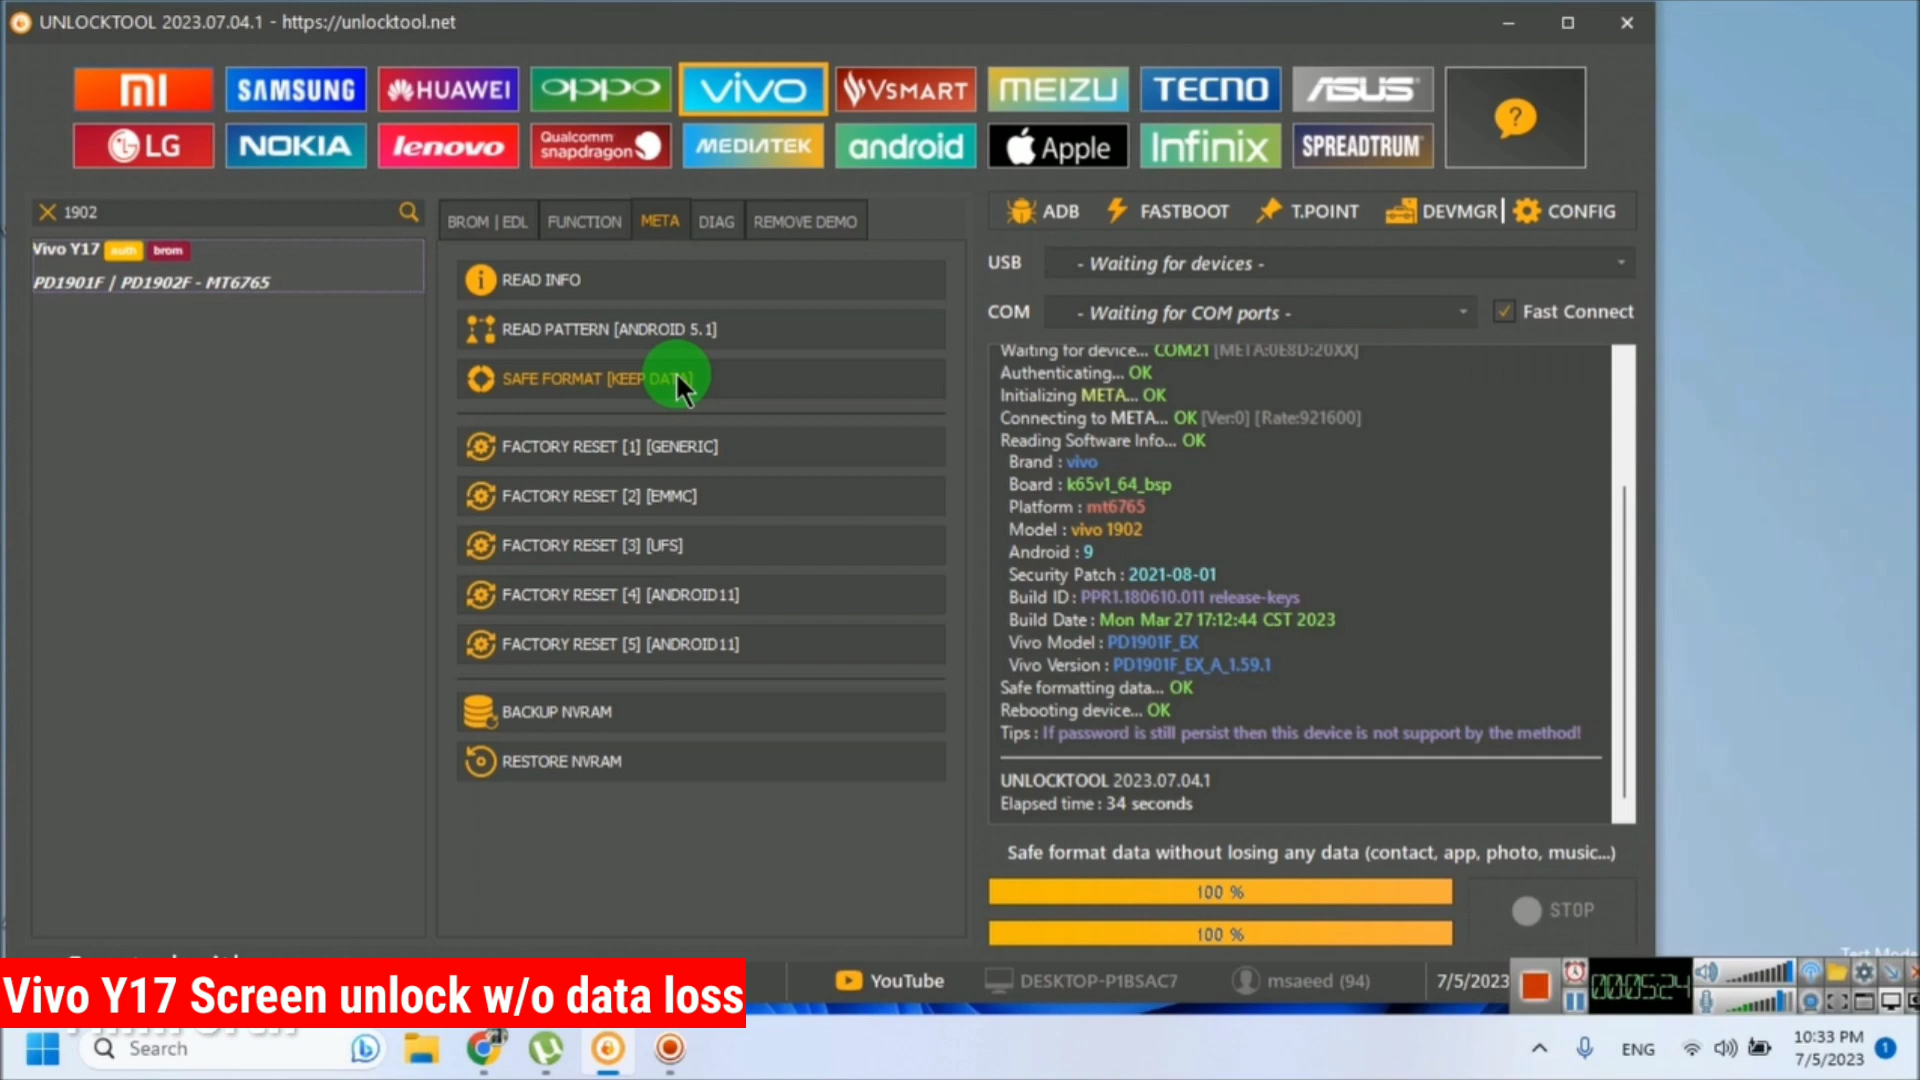 UNLOCKTOOL 2023.07.04.1 - https://unlocktool.net
MI
SAMSUNG
HUAWEI
oppo
vivo
VSMART
MEIZU
TECNO
ASUS
?
LG
NOKIA
lenovo
Qualcomm
snapdragon
MEDIATEK
android
Apple
Infinix
SPREADTRUM
1902
Vivo Y17 auth brom
PD1901F / PD1902F - MT6765
BROM | EDL
FUNCTION
META
DIAG
REMOVE DEMO
READ INFO
READ PATTERN [ANDROID 5.1]
SAFE FORMAT [KEEP DATA]
FACTORY RESET [1] [GENERIC]
FACTORY RESET [2] [EMMC]
FACTORY RESET [3] [UFS]
FACTORY RESET [4] [ANDROID11]
FACTORY RESET [5] [ANDROID11]
BACKUP NVRAM
RESTORE NVRAM
ADB
FASTBOOT
T.POINT
DEVMGR
CONFIG
USB
- Waiting for devices -
COM
- Waiting for COM ports -
Fast Connect
Waiting for device... COM21 [META:0E8D:20XX]
Authenticating... OK
Initializing META... OK
Connecting to META... OK [Ver:0] [Rate:921600]
Reading Software Info... OK
Brand : vivo
Board : k65v1_64_bsp
Platform : mt6765
Model : vivo 1902
Android : 9
Security Patch : 2021-08-01
Build ID : PPR1.180610.011 release-keys
Build Date : Mon Mar 27 17:12:44 CST 2023
Vivo Model : PD1901F_EX
Vivo Version : PD1901F_EX_A_1.59.1
Safe formatting data... OK
Rebooting device... OK
Tips : If password is still persist then this device is not support by the method!
UNLOCKTOOL 2023.07.04.1
Elapsed time : 34 seconds
Safe format data without losing any data (contact, app, photo, music...)
100 %
STOP
100 %
YouTube
DESKTOP-P1BSAC7
msaeed (94)
7/5/2023
00:05:24
Vivo Y17 Screen unlock w/o data loss
Search
ENG
10:33 PM
7/5/2023
1